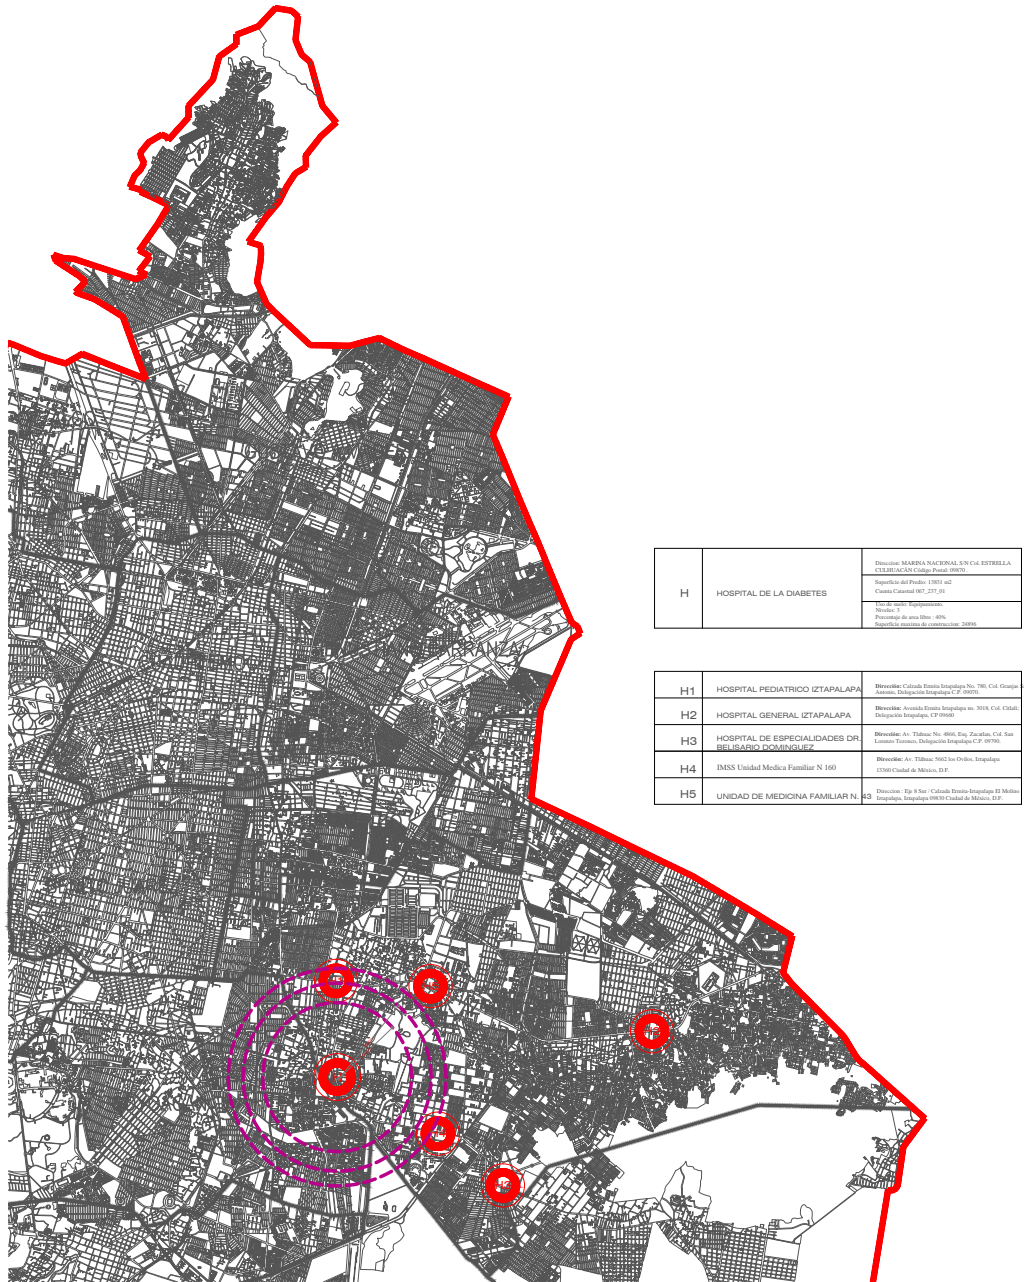 H
HOSPITAL DE LA DIABETES
Direccion: MARINA NACIONAL S/N Col. ESTRELLA
CULHUACÁN Código Postal: 09870 .
Superficie del Predio: 13831 m2
Cuenta Catastral 067_237_01
Uso de suelo: Equipamiento.
Niveles: 3
Porcentaje de area libre : 40%
Superficie maxima de construccion: 24896
H1
HOSPITAL PEDIATRICO IZTAPALAPA
Dirección: Calzada Ermita Iztapalapa No. 780, Col. Granjas
Antonio, Delegación Iztapalapa C.P. 09070.
H2
HOSPITAL GENERAL IZTAPALAPA
Dirección: Avenida Ermita Iztapalapa no. 3018, Col. Citlali;
Delegación Iztapalapa, CP 09660
H3
HOSPITAL DE ESPECIALIDADES DR.
BELISARIO DOMINGUEZ
Dirección: Av. Tláhuac No. 4866, Esq. Zacatlán, Col. San
Lorenzo Tezonco, Delegación Iztapalapa C.P. 09790.
H4
IMSS Unidad Medica Familiar N 160
Dirección: Av. Tláhuac 5662 los Ovilos, Iztapalapa
13360 Ciudad de México, D.F.
H5
UNIDAD DE MEDICINA FAMILIAR N. 43
Direccion : Eje 8 Sur / Calzada Ermita-Iztapalapa El Molino
Iztapalapa, Iztapalapa 09830 Ciudad de México, D.F.
H3